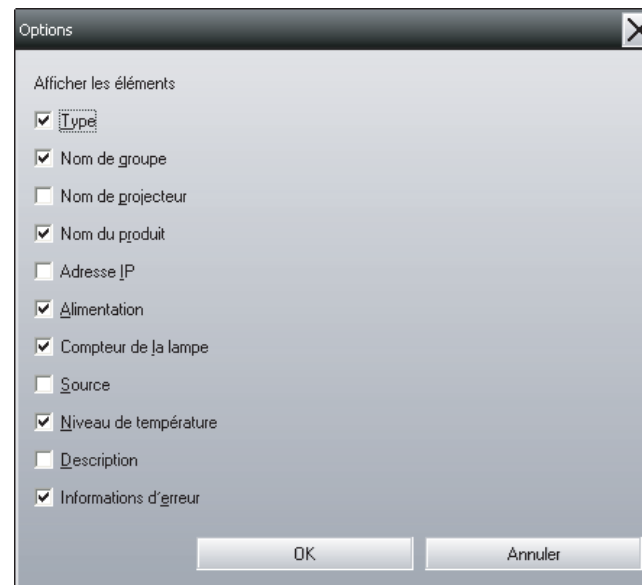 Options
Afficher les éléments
Type
Nom de groupe
Nom de projecteur
Nom du produit
Adresse IP
Alimentation
Compteur de la lampe
Source
Niveau de température
Description
Informations d'erreur
OK Annuler